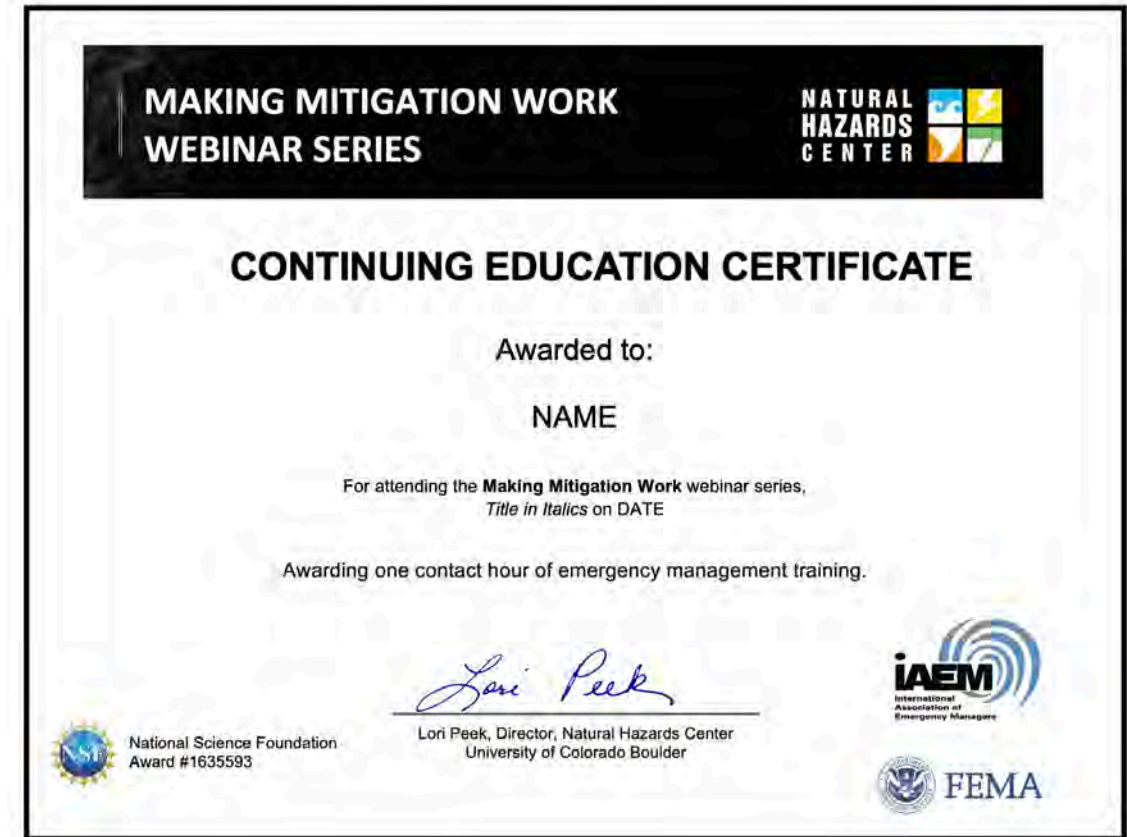 MAKING MITIGATION WORK
WEBINAR SERIES
NATURAL
HAZARDS
CENTER
CONTINUING EDUCATION CERTIFICATE
Awarded to:
NAME
For attending the Making Mitigation Work webinar series,
Title in Italics on DATE
Awarding one contact hour of emergency management training.
Lori Peek
Lori Peek, Director, Natural Hazards Center
University of Colorado Boulder
NSF
National Science Foundation
Award #1635593
iAEM
International
Association of
Emergency Managers
FEMA